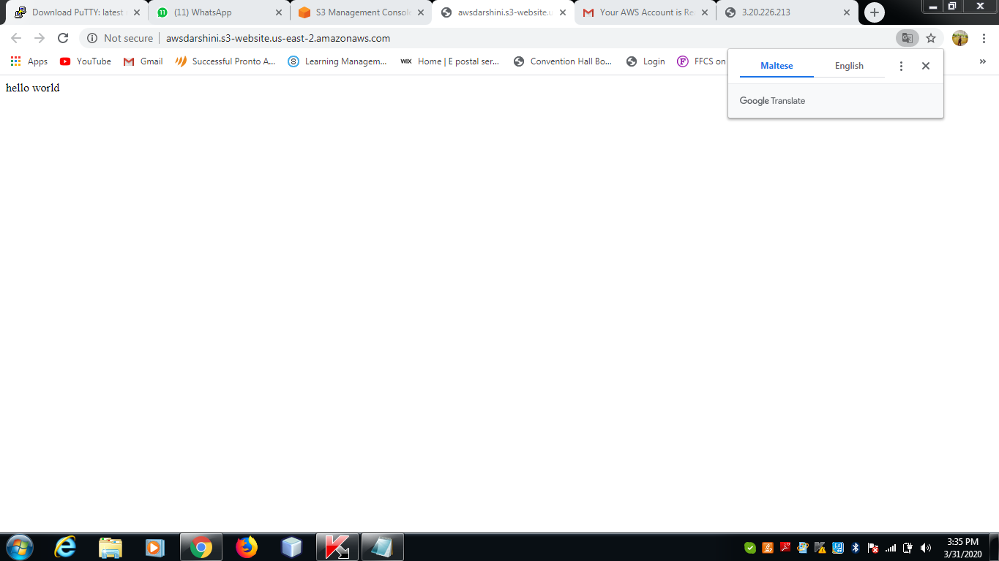 Download PuTTY: latest
(11) WhatsApp
S3 Management Console
awsdarshini.s3-website.u
Your AWS Account is Re
3.20.226.213
Not secure | awsdarshini.s3-website.us-east-2.amazonaws.com
Apps YouTube Gmail Successful Pronto A... Learning Managem... WIX Home | E postal ser... Convention Hall Bo... Login FFCS on
Maltese English
Google Translate
hello world
3:35 PM
3/31/2020